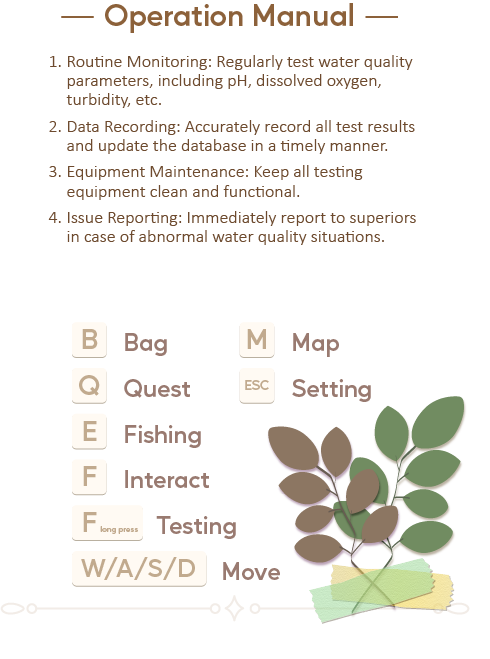 Operation Manual
1. Routine Monitoring: Regularly test water quality
parameters, including pH, dissolved oxygen,
turbidity, etc.
2. Data Recording: Accurately record all test results
and update the database in a timely manner.
3. Equipment Maintenance: Keep all testing
equipment clean and functional.
4. Issue Reporting: Immediately report to superiors
in case of abnormal water quality situations.
B Bag M Map
Q Quest ESC Setting
E Fishing
F Interact
F long press Testing
W/A/S/D Move